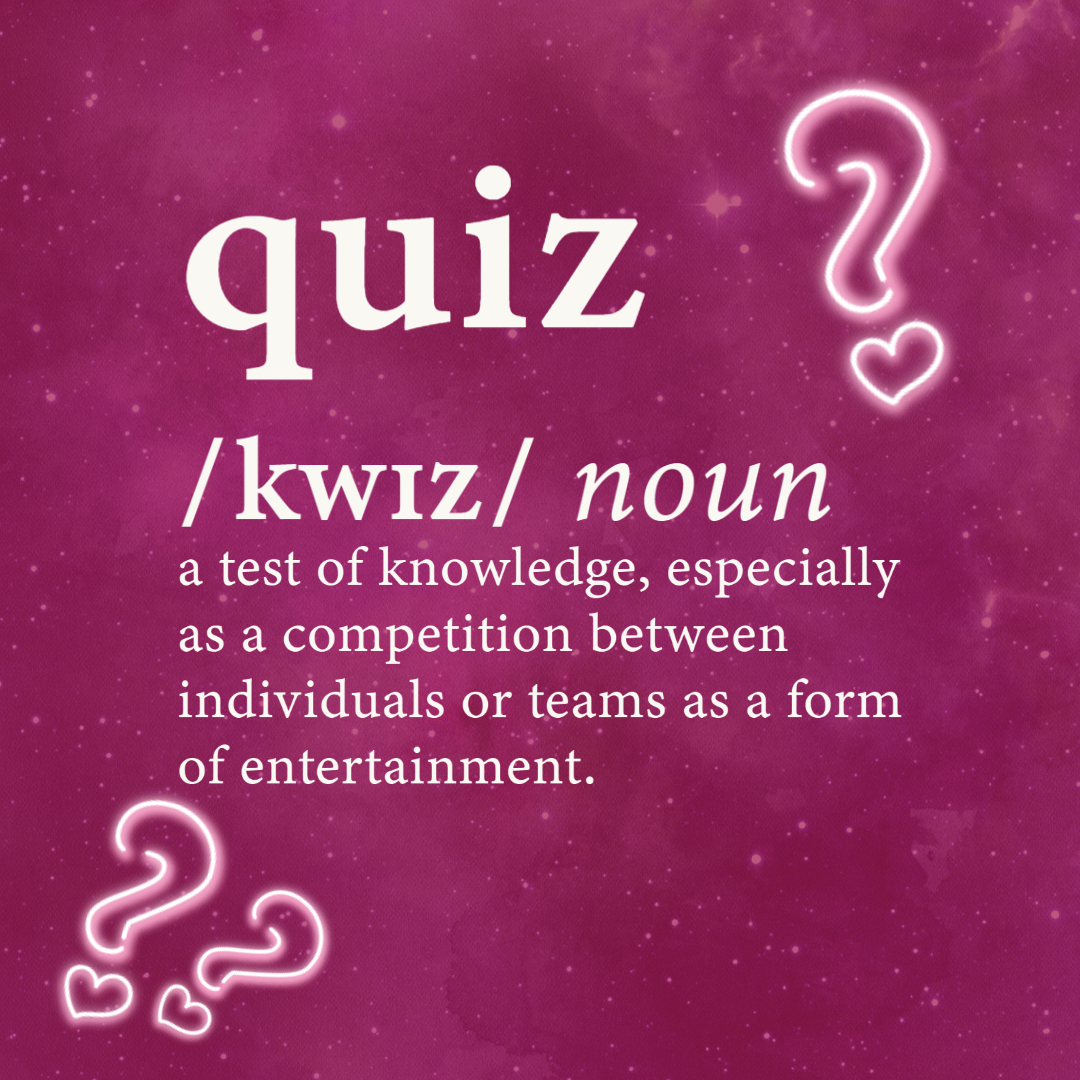 quiz
/kwɪz/ noun
a test of knowledge, especially
as a competition between
individuals or teams as a form
of entertainment.